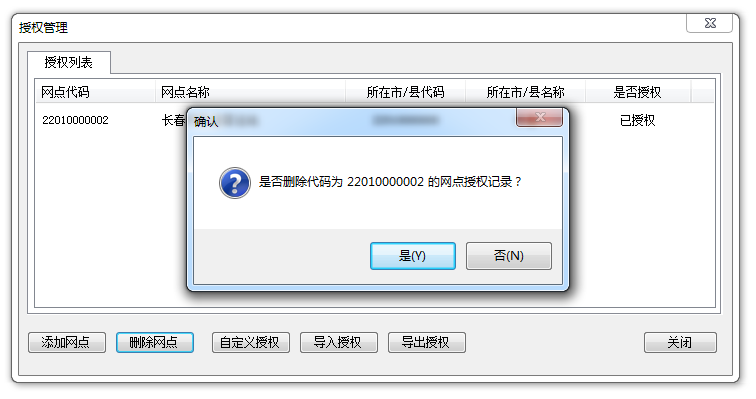 授权管理
授权列表
网点代码 网点名称 所在市/县代码 所在市/县名称 是否授权
22010000002 长春 已授权
确认
是否删除代码为 22010000002 的网点授权记录？
是(Y) 否(N)
添加网点 删除网点 自定义授权 导入授权 导出授权 关闭